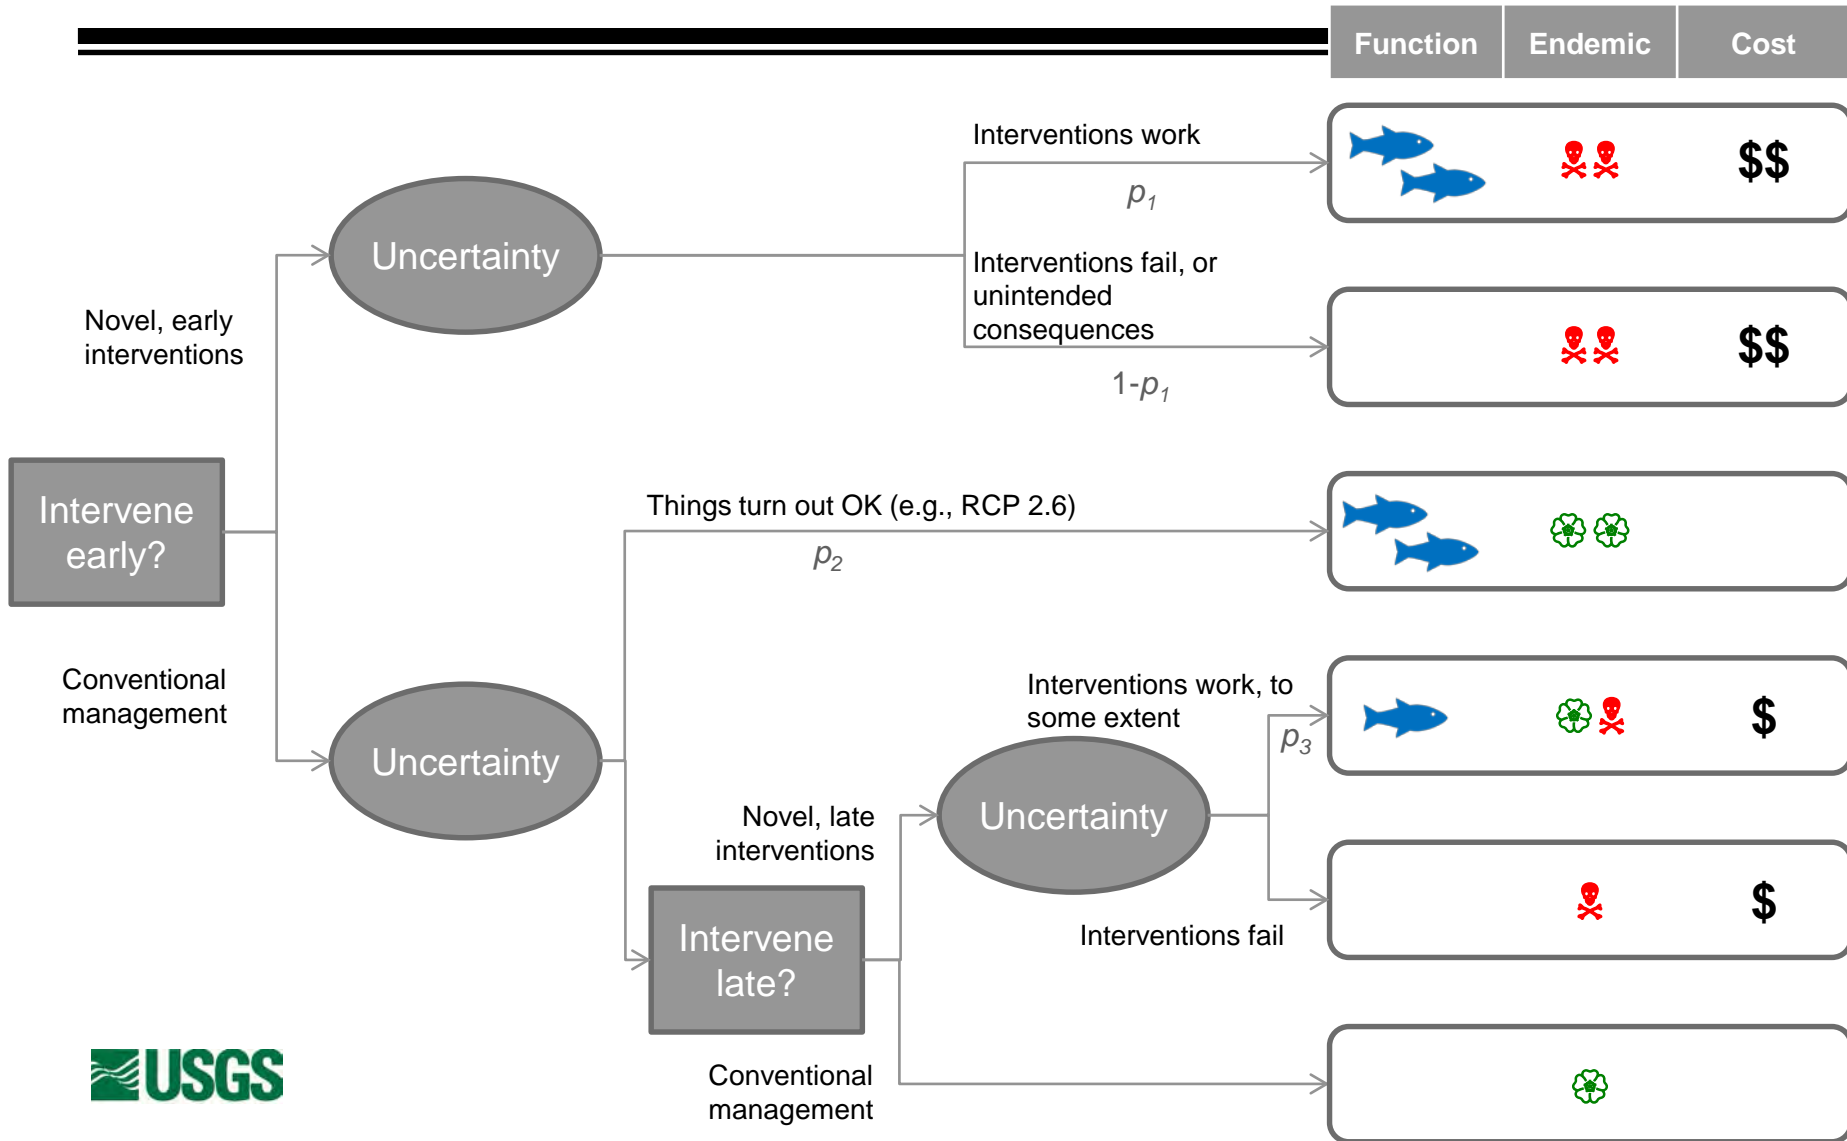 Function Endemic Cost
Interventions work
p1
$$
Uncertainty
Interventions fail, or
unintended
consequences
1-p1
$$
Novel, early
interventions
Intervene
early?
Things turn out OK (e.g., RCP 2.6)
p2
Conventional
management
Uncertainty
Interventions work, to
some extent
p3
$
Novel, late
interventions
Uncertainty
Interventions fail
$
Intervene
late?
Conventional
management
USGS